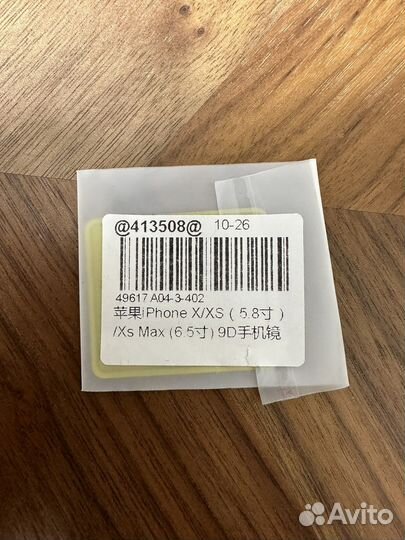 @413508@ 10-26
49617 A04-3-402
苹果iPhone X/XS ( 5.8寸 )
/Xs Max (6.5寸) 9D手机镜
Avito